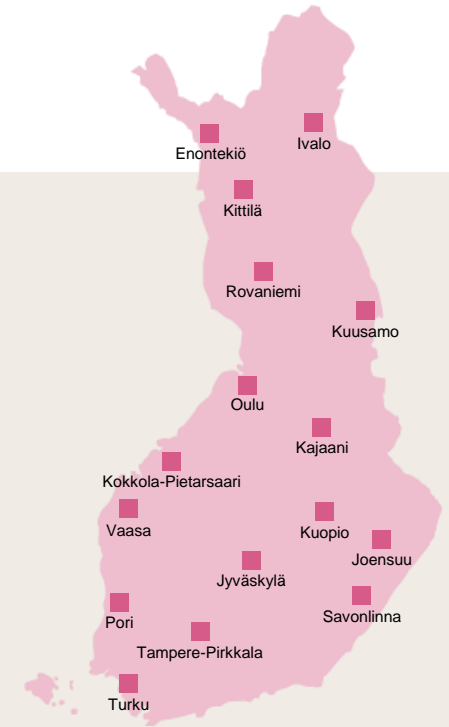 Ivalo
Enontekiö
Kittilä
Rovaniemi
Kuusamo
Oulu
Kajaani
Kokkola-Pietarsaari
Vaasa
Kuopio
Joensuu
Jyväskylä
Savonlinna
Pori
Tampere-Pirkkala
Turku